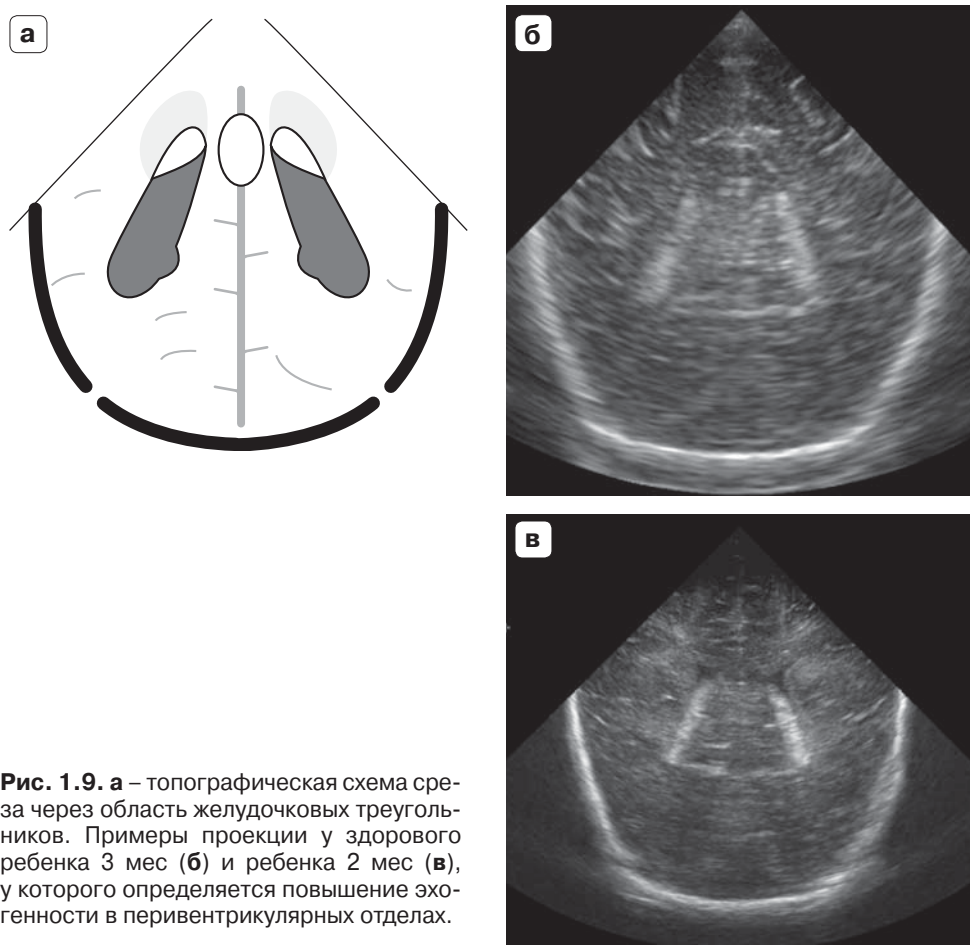 а
б
в
Рис. 1.9. а – топографическая схема сре-
за через область желудочковых треуголь-
ников. Примеры проекции у здорового
ребенка 3 мес (б) и ребенка 2 мес (в),
у которого определяется повышение эхо-
генности в перивентрикулярных отделах.